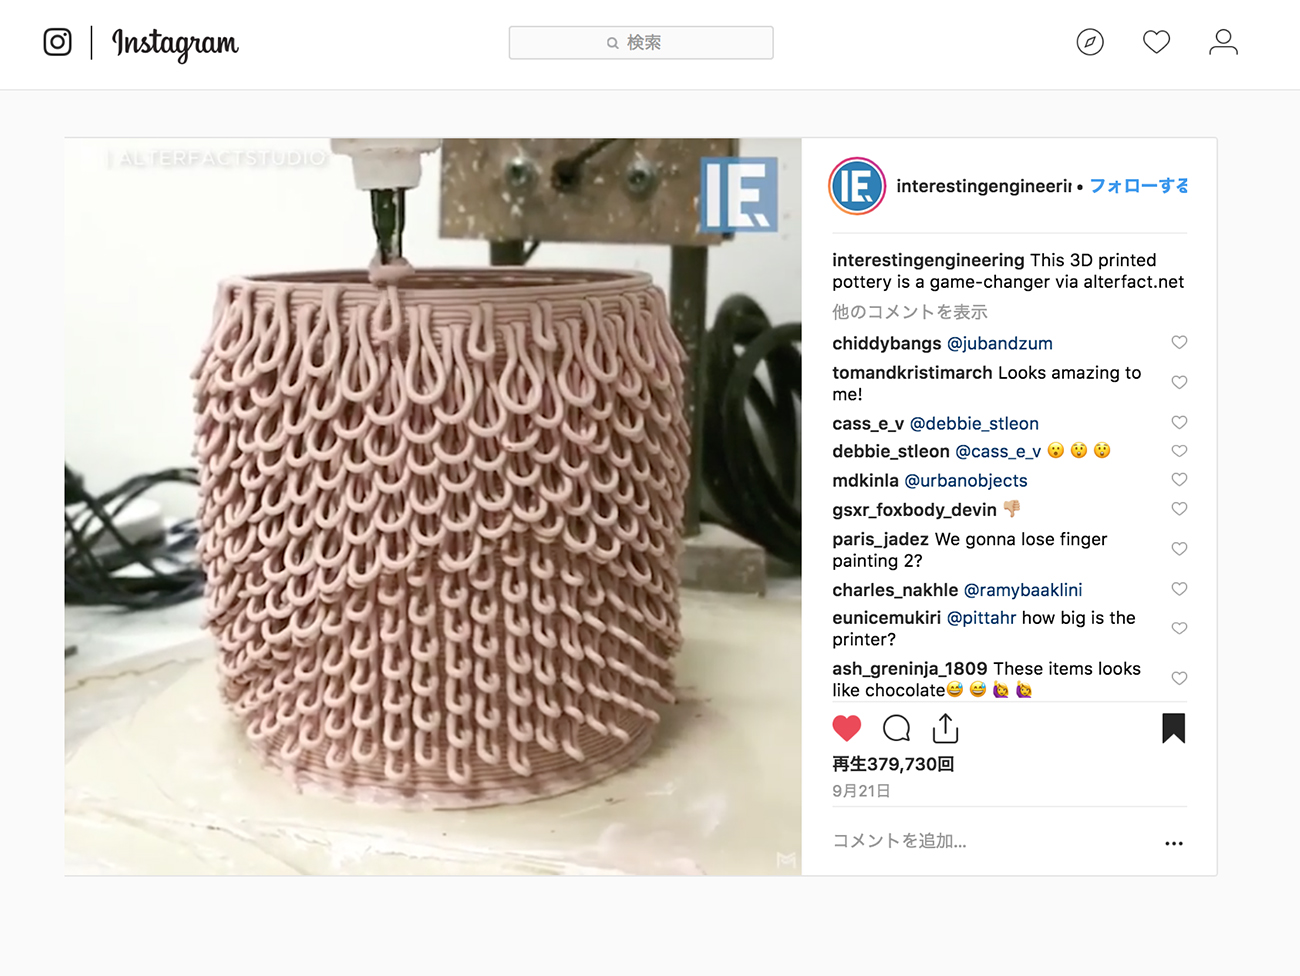 Instagram
検索
| ALTERFACTSTUDIO
IE
IE
interestingengineerin • フォローする
interestingengineering This 3D printed
pottery is a game-changer via alterfact.net
他のコメントを表示
chiddybangs @jubandzum
tomandkristimarch Looks amazing to
me!
cass_e_v @debbie_stleon
debbie_stleon @cass_e_v 😮 😲 😲
mdkinla @urbanobjects
gsxr_foxbody_devin 👎🏼
paris_jadez We gonna lose finger
painting 2?
charles_nakhle @ramybaaklini
eunicemukiri @pittahr how big is the
printer?
ash_greninja_1809 These items looks
like chocolate😅 😅 🙋 🙋
再生379,730回
9月21日
コメントを追加...